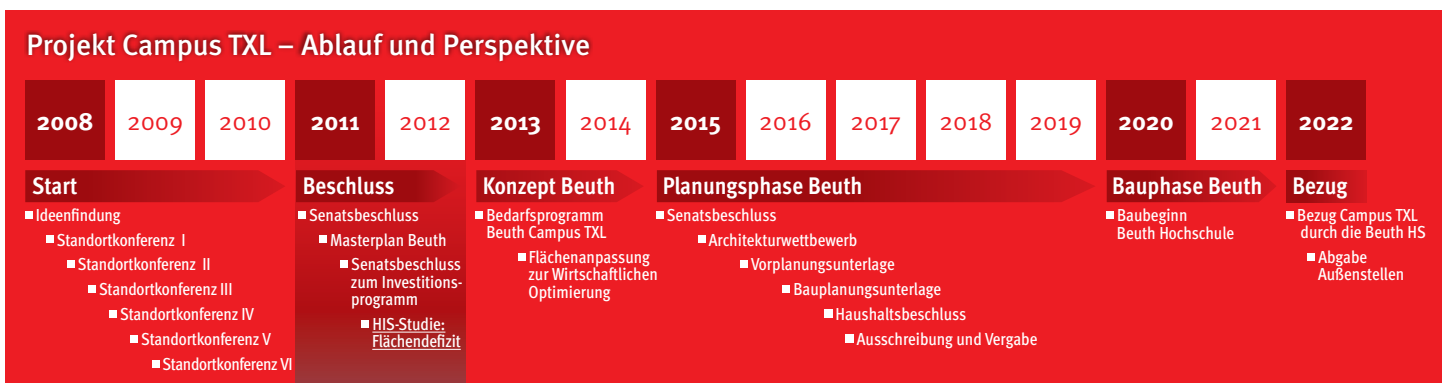 Projekt Campus TXL – Ablauf und Perspektive
2008 2009 2010 2011 2012 2013 2014 2015 2016 2017 2018 2019 2020 2021 2022
Start
Ideenfindung
Standortkonferenz I
Standortkonferenz II
Standortkonferenz III
Standortkonferenz IV
Standortkonferenz V
Standortkonferenz VI
Beschluss
Senatsbeschluss
Masterplan Beuth
Senatsbeschluss
zum Investitions-
programm
HIS-Studie:
Flächendefizit
Konzept Beuth
Bedarfsprogramm
Beuth Campus TXL
Flächenanpassung
zur Wirtschaftlichen
Optimierung
Planungsphase Beuth
Senatsbeschluss
Architekturwettbewerb
Vorplanungsunterlage
Bauplanungsunterlage
Haushaltsbeschluss
Ausschreibung und Vergabe
Bauphase Beuth
Baubeginn
Beuth Hochschule
Bezug
Bezug Campus TXL
durch die Beuth HS
Abgabe
Außenstellen